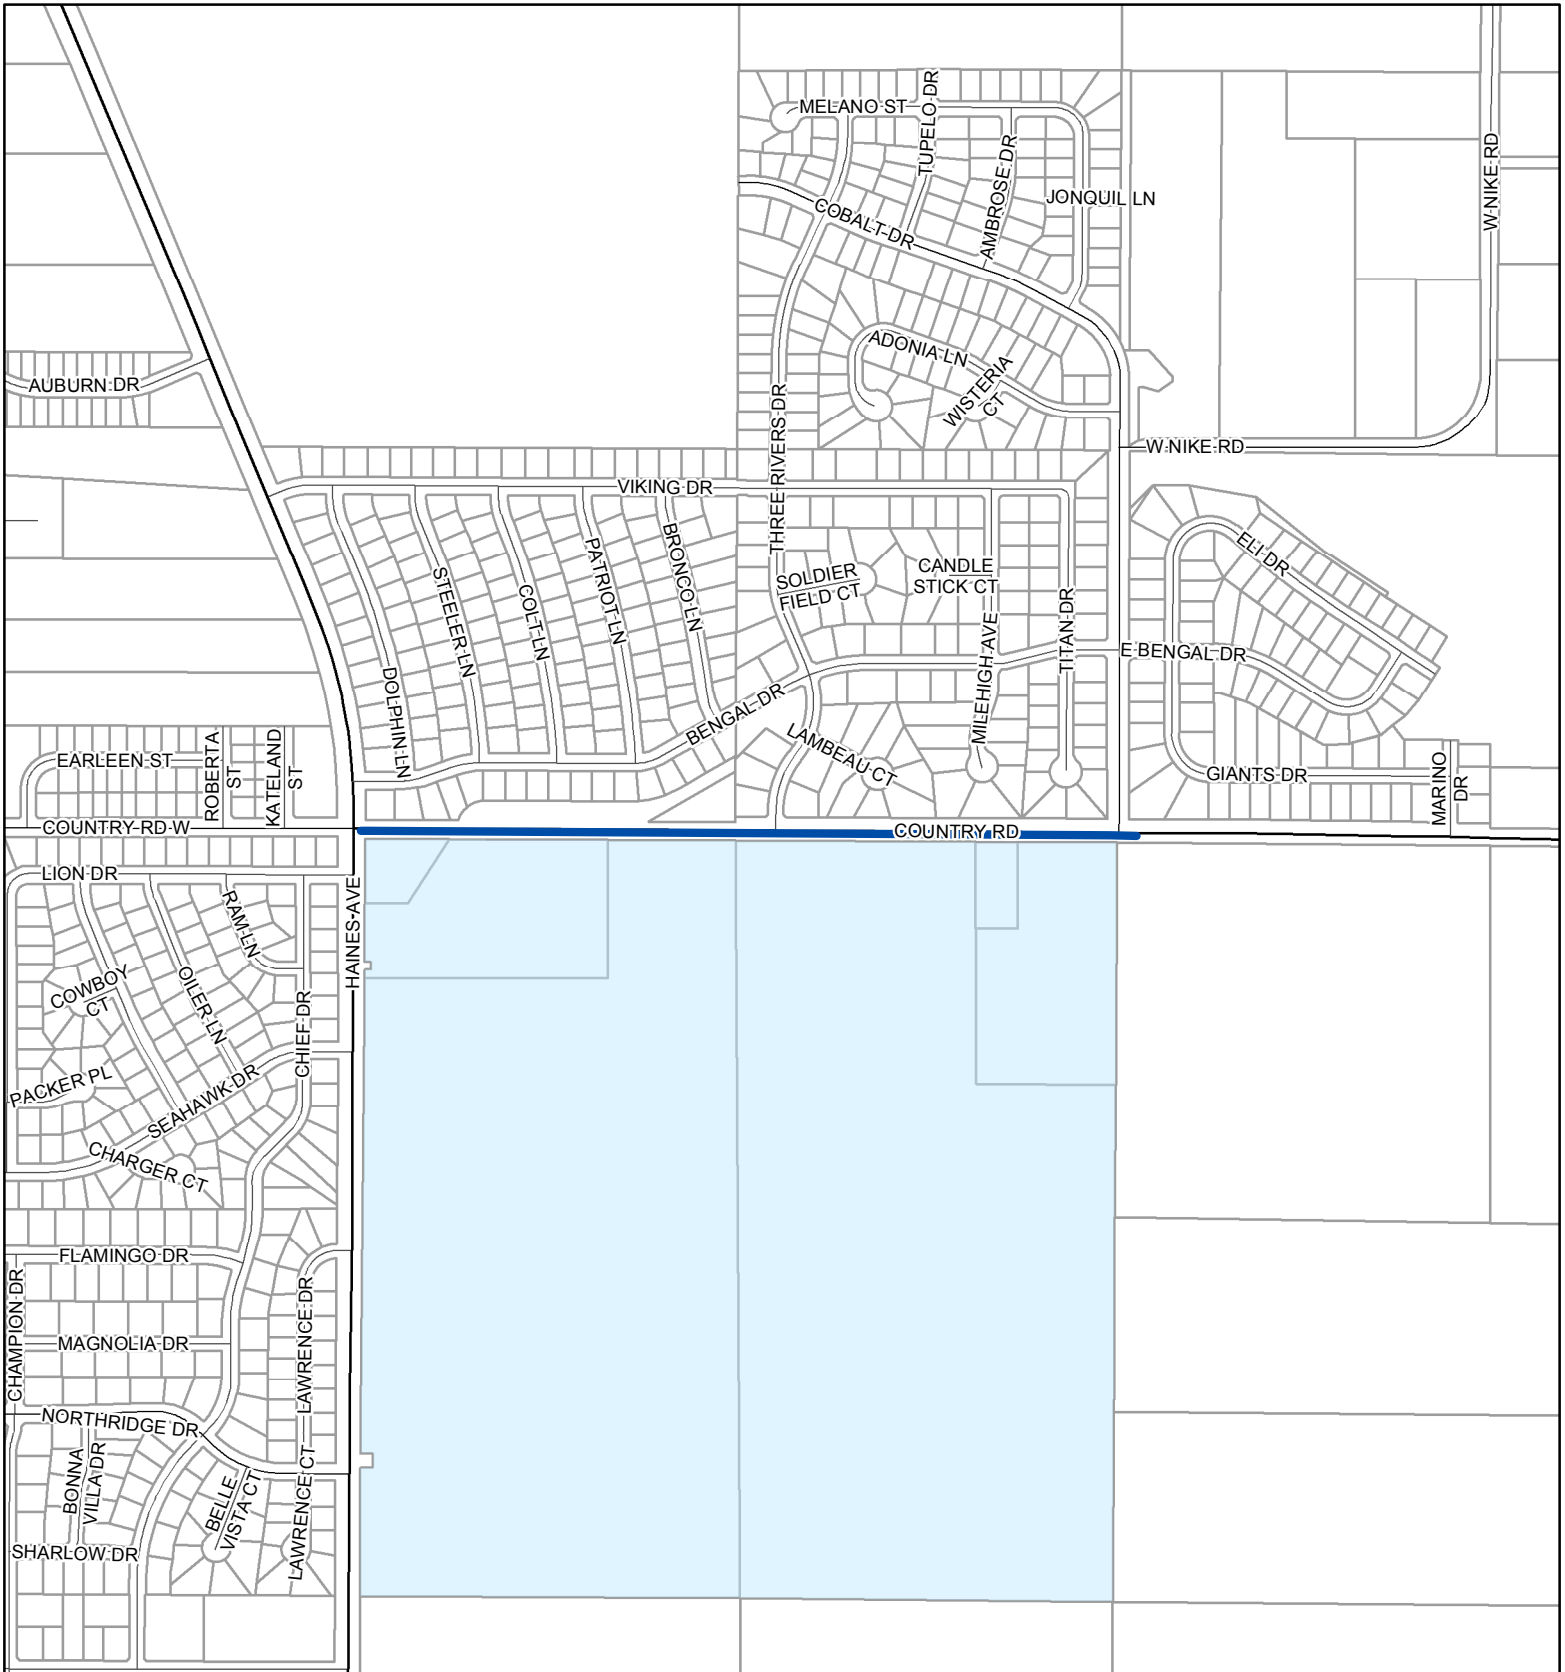 MELANO ST
TUPELO DR
AMBROSE DR
JONQUIL LN
W NIKE RD
COBALT DR
ADONIA LN
WISTERIA
CT
AUBURN DR
THREE RIVERS DR
W NIKE RD
VIKING DR
BRONCO LN
PATRIOT LN
COLT LN
STEELER LN
DOLPHIN LN
SOLDIER
FIELD CT
CANDLE
STICK CT
ELI DR
TITAN DR
MILEHIGH AVE
E BENGAL DR
BENGAL DR
LAMBEAU CT
GIANTS DR
MARINO
DR
EARLEEN ST
ROBERTA
ST
KATELAND
ST
COUNTRY RD W
COUNTRY RD
LION DR
RAM LN
HAINES AVE
COWBOY
CT
OILER LN
CHIEF DR
PACKER PL
SEAHAWK DR
CHARGER CT
FLAMINGO DR
CHAMPION DR
LAWRENCE DR
MAGNOLIA DR
NORTHRIDGE DR
BONNA
VILLA DR
BELLE
VISTA CT
LAWRENCE CT
SHARLOW DR